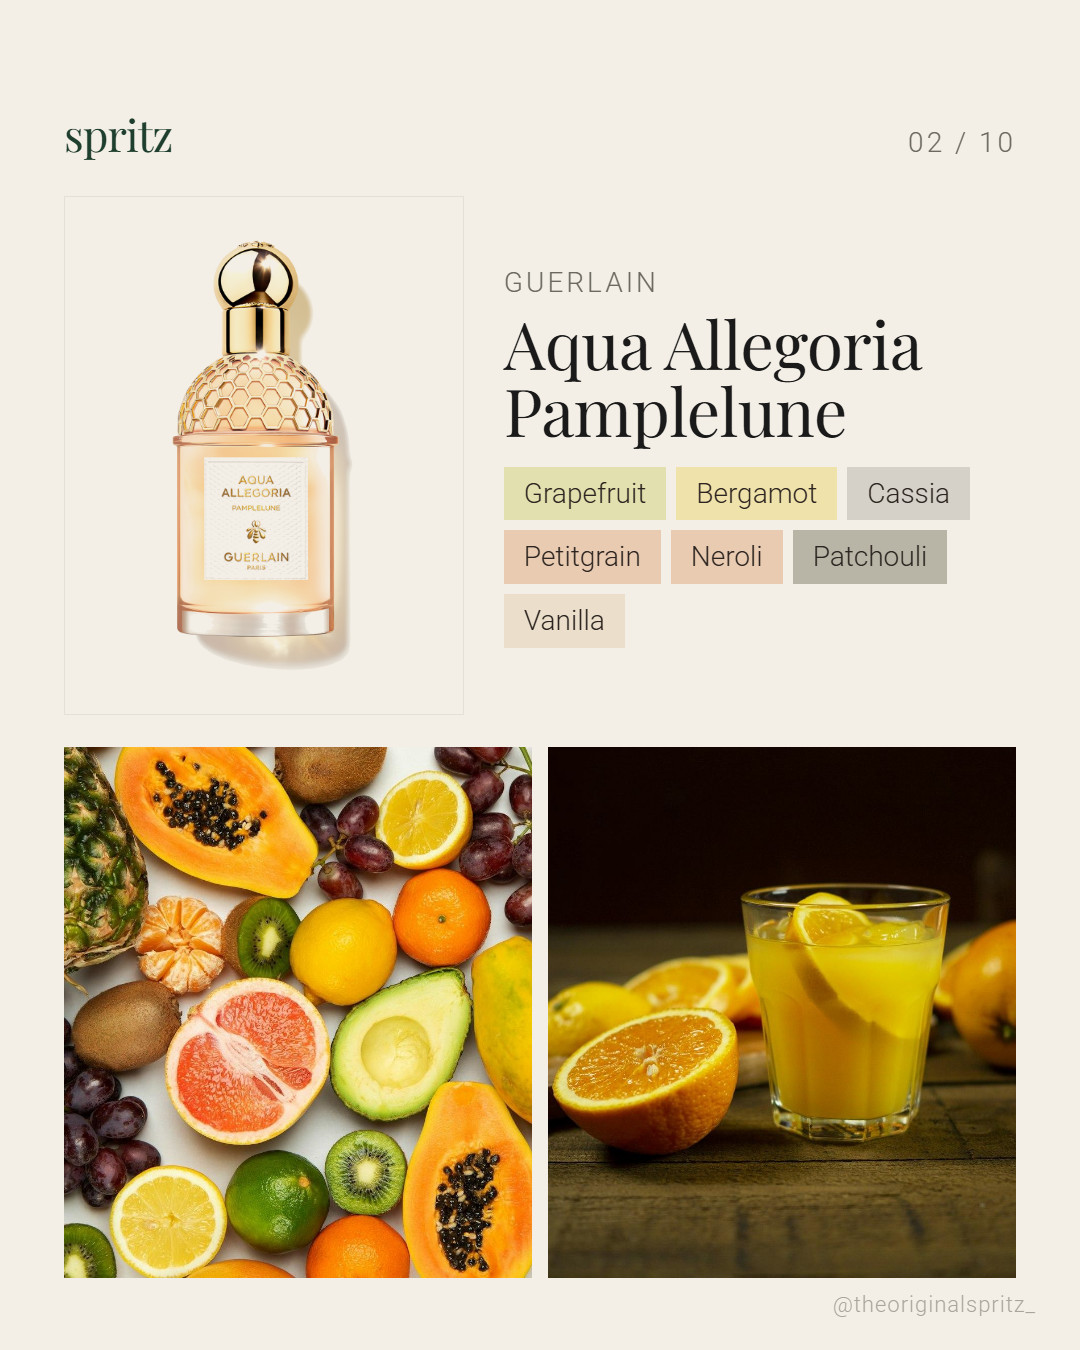 spritz
02 / 10
GUERLAIN
Aqua Allegoria
Pamplelune
Grapefruit Bergamot Cassia
Petitgrain Neroli Patchouli
Vanilla
AQUA
ALLEGORIA
PAMPLELUNE
GUERLAIN
PARIS
@theoriginalspritz_